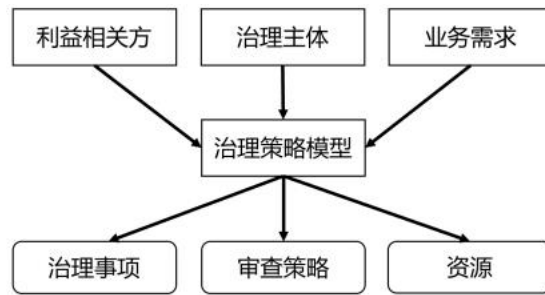 利益相关方
治理主体
业务需求
治理策略模型
治理事项
审查策略
资源